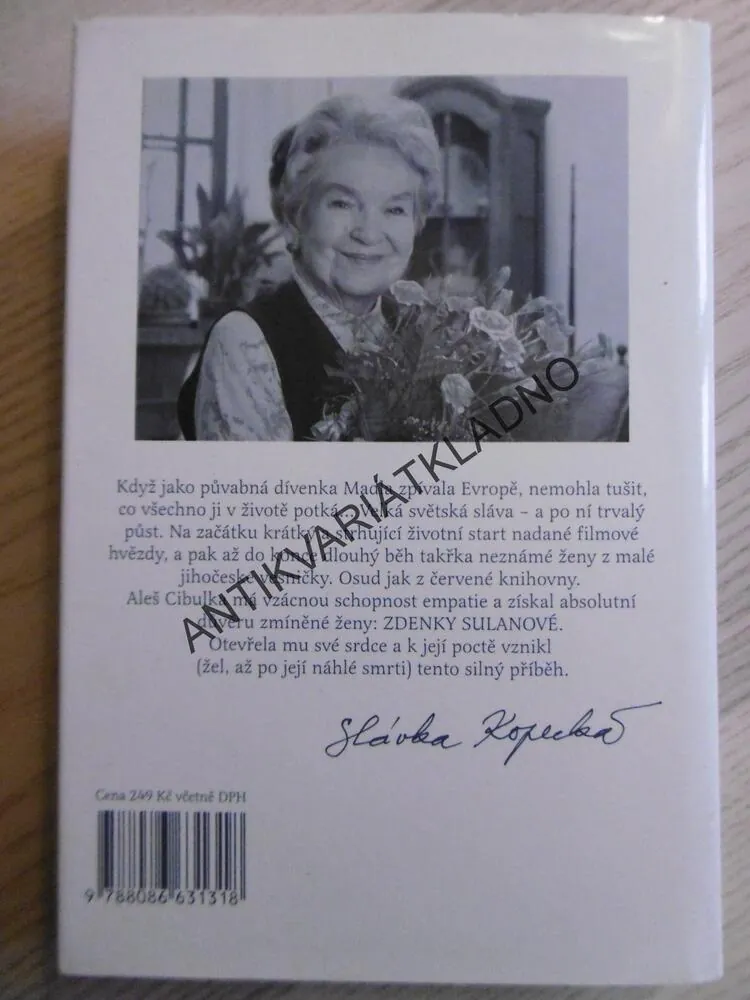 Když jako půvabná dívenka Madla zpívala Evropě, nemohla tušit,
co všechno ji v životě potká... Velká světská sláva – a po ní trvalý
půst. Na začátku krátký a strhující životní start nadané filmové
hvězdy, a pak až do konce dlouhý běh takřka neznámé ženy z malé
jihočeské vesničky. Osud jak z červené knihovny.
Aleš Cibulka má vzácnou schopnost empatie a získal absolutní
důvěru zmíněné ženy: ZDENKY SULANOVÉ.
Otevřela mu své srdce a k její poctě vznikl
(žel, až po její náhlé smrti) tento silný příběh.
Slávka Kopecká
Cena 249 Kč včetně DPH
9 788086 631318
ANTIKVARIÁTKLADNO